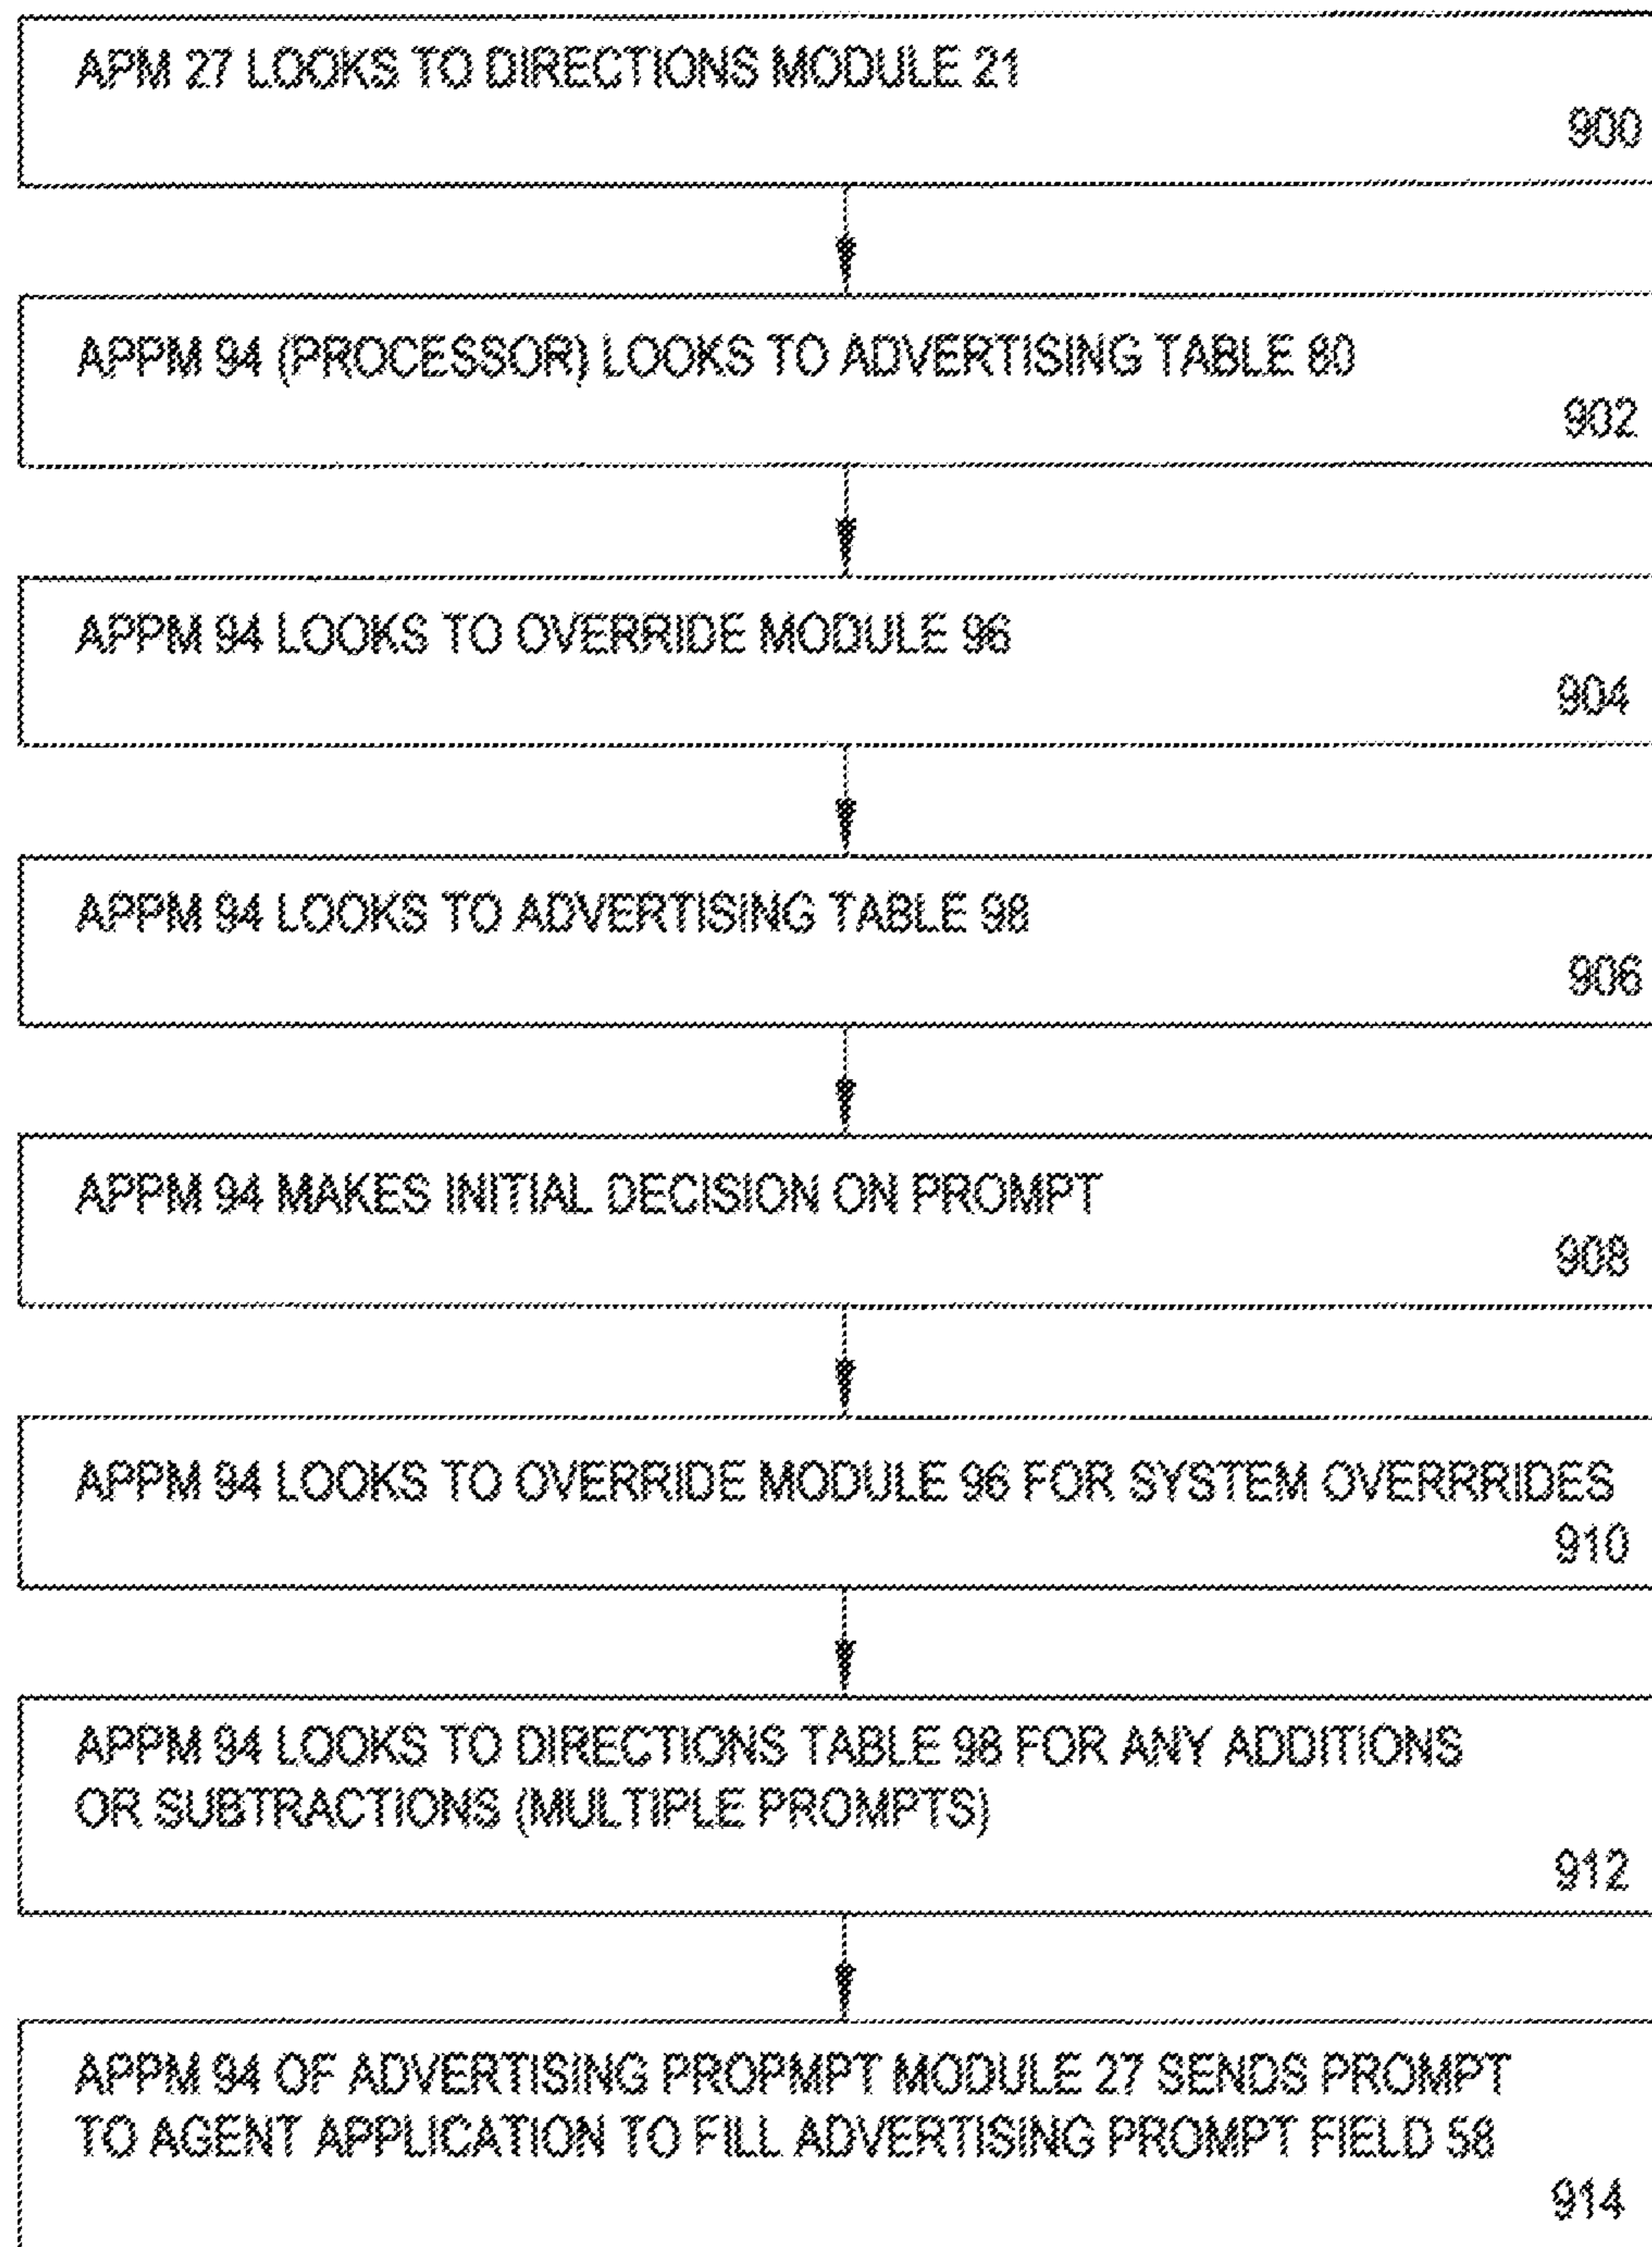 APM 27 LOOKS TO DIRECTIONS MODULE 21
900
APPM 94 (PROCESSOR) LOOKS TO ADVERTISING TABLE 80
902
APPM 94 LOOKS TO OVERRIDE MODULE 96
904
APPM 94 LOOKS TO ADVERTISING TABLE 98
906
APPM 94 MAKES INITIAL DECISION ON PROMPT
908
APPM 94 LOOKS TO OVERRIDE MODULE 96 FOR SYSTEM OVERRRIDES
910
APPM 94 LOOKS TO DIRECTIONS TABLE 98 FOR ANY ADDITIONS
OR SUBTRACTIONS (MULTIPLE PROMPTS)
912
APPM 94 OF ADVERTISING PROPMPT MODULE 27 SENDS PROMPT
TO AGENT APPLICATION TO FILL ADVERTISING PROMPT FIELD 58
914